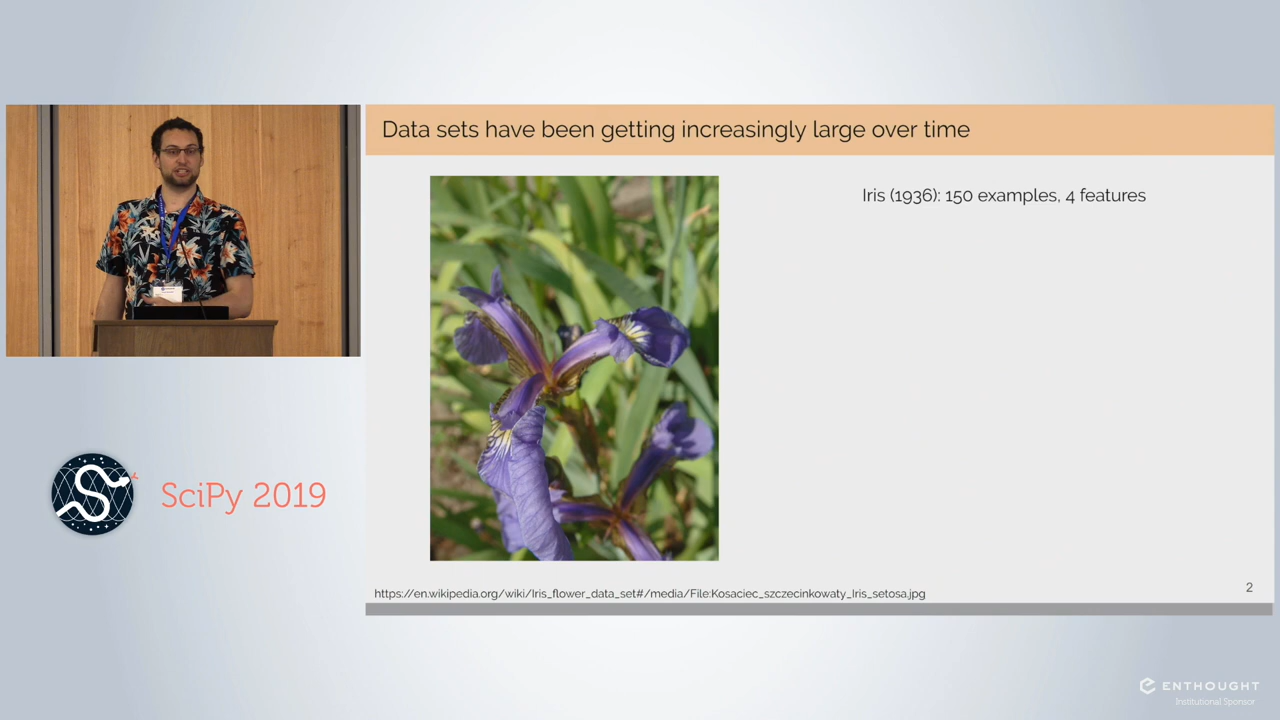 Data sets have been getting increasingly large over time
Iris (1936): 150 examples, 4 features
SciPy 2019
https://en.wikipedia.org/wiki/Iris_flower_data_set#/media/File:Kosaciec_szczecinkowaty_Iris_setosa.jpg
2
ENTHOUGHT
Institutional Sponsor